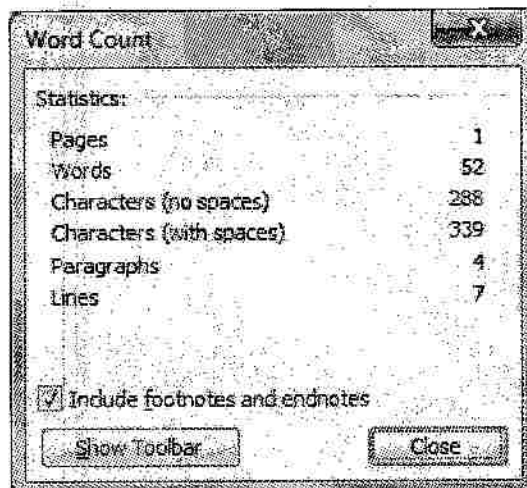 Word Count
Statistics:
Pages 1
Words 52
Characters (no spaces) 288
Characters (with spaces) 339
Paragraphs 4
Lines 7
Include footnotes and endnotes
Show Toolbar Close